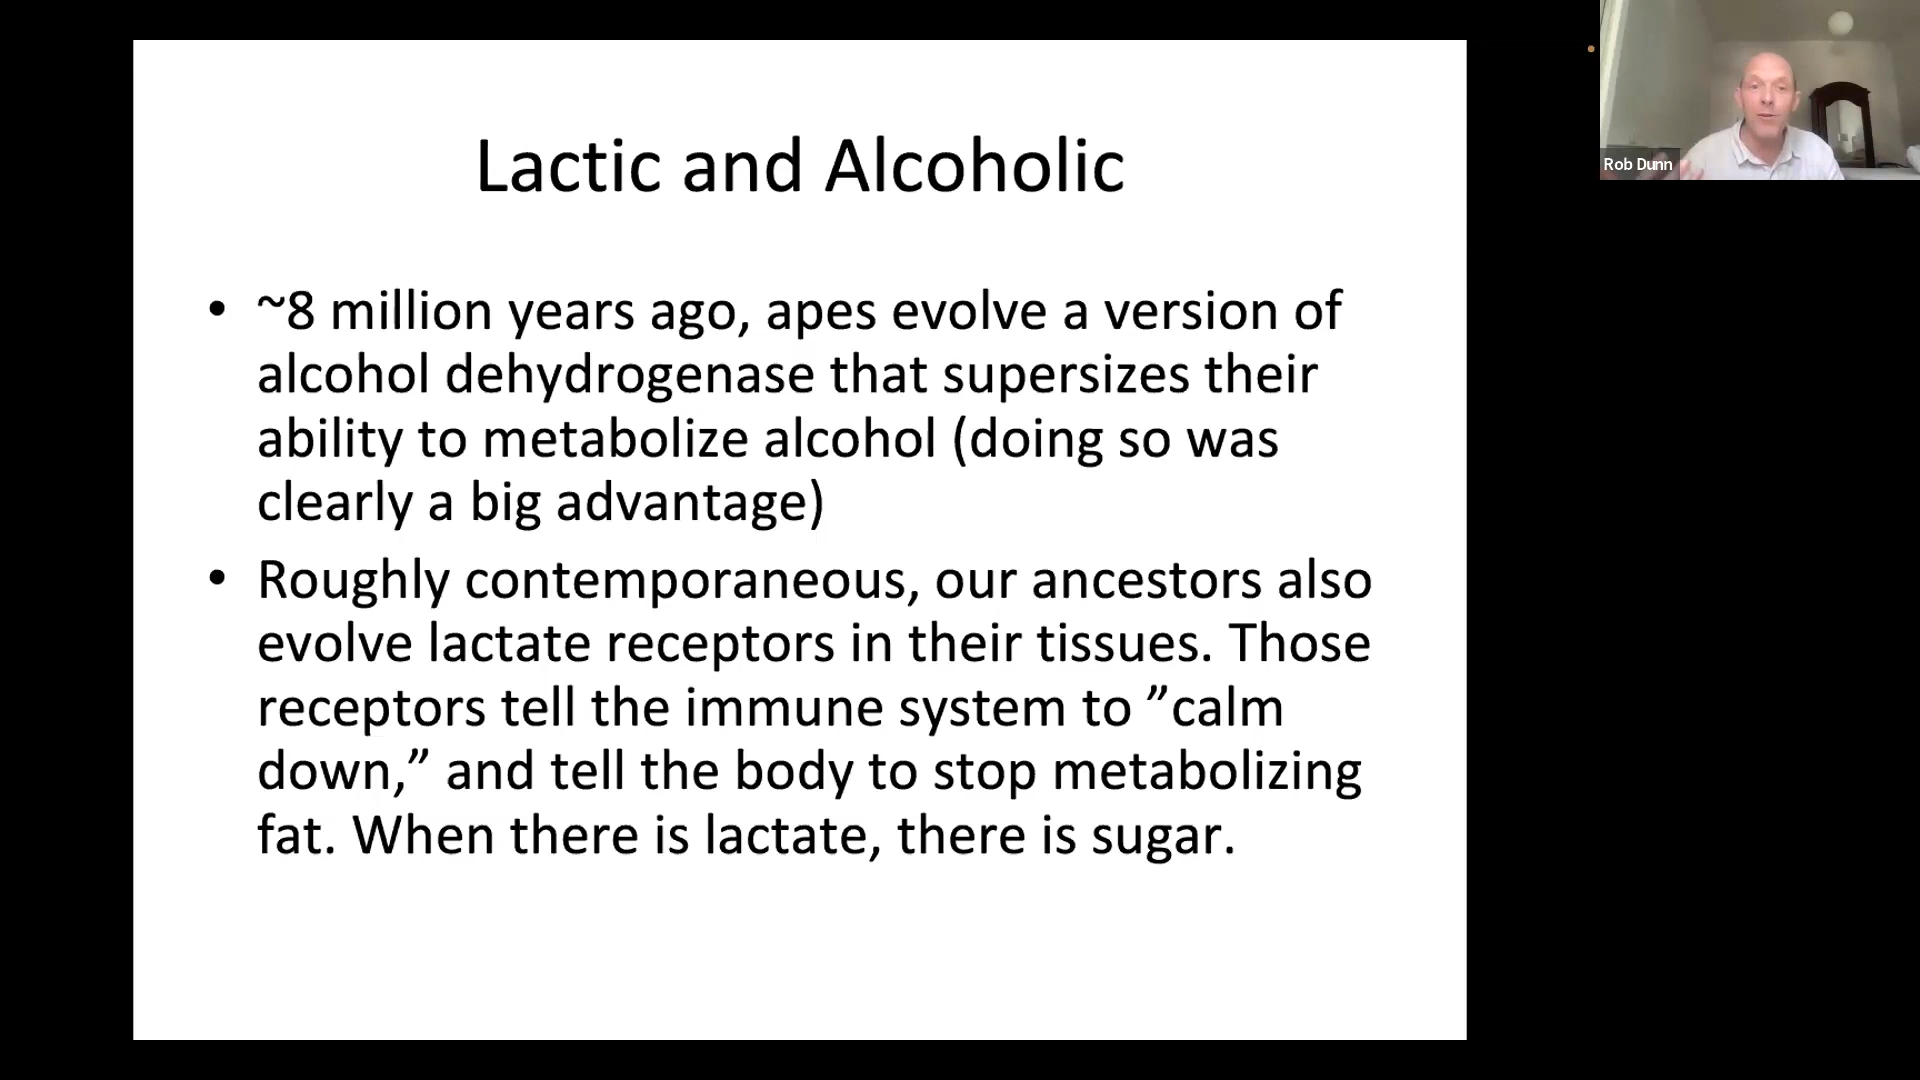 Lactic and Alcoholic
• ~8 million years ago, apes evolve a version of
alcohol dehydrogenase that supersizes their
ability to metabolize alcohol (doing so was
clearly a big advantage)
• Roughly contemporaneous, our ancestors also
evolve lactate receptors in their tissues. Those
receptors tell the immune system to ”calm
down,” and tell the body to stop metabolizing
fat. When there is lactate, there is sugar.
Rob Dunn